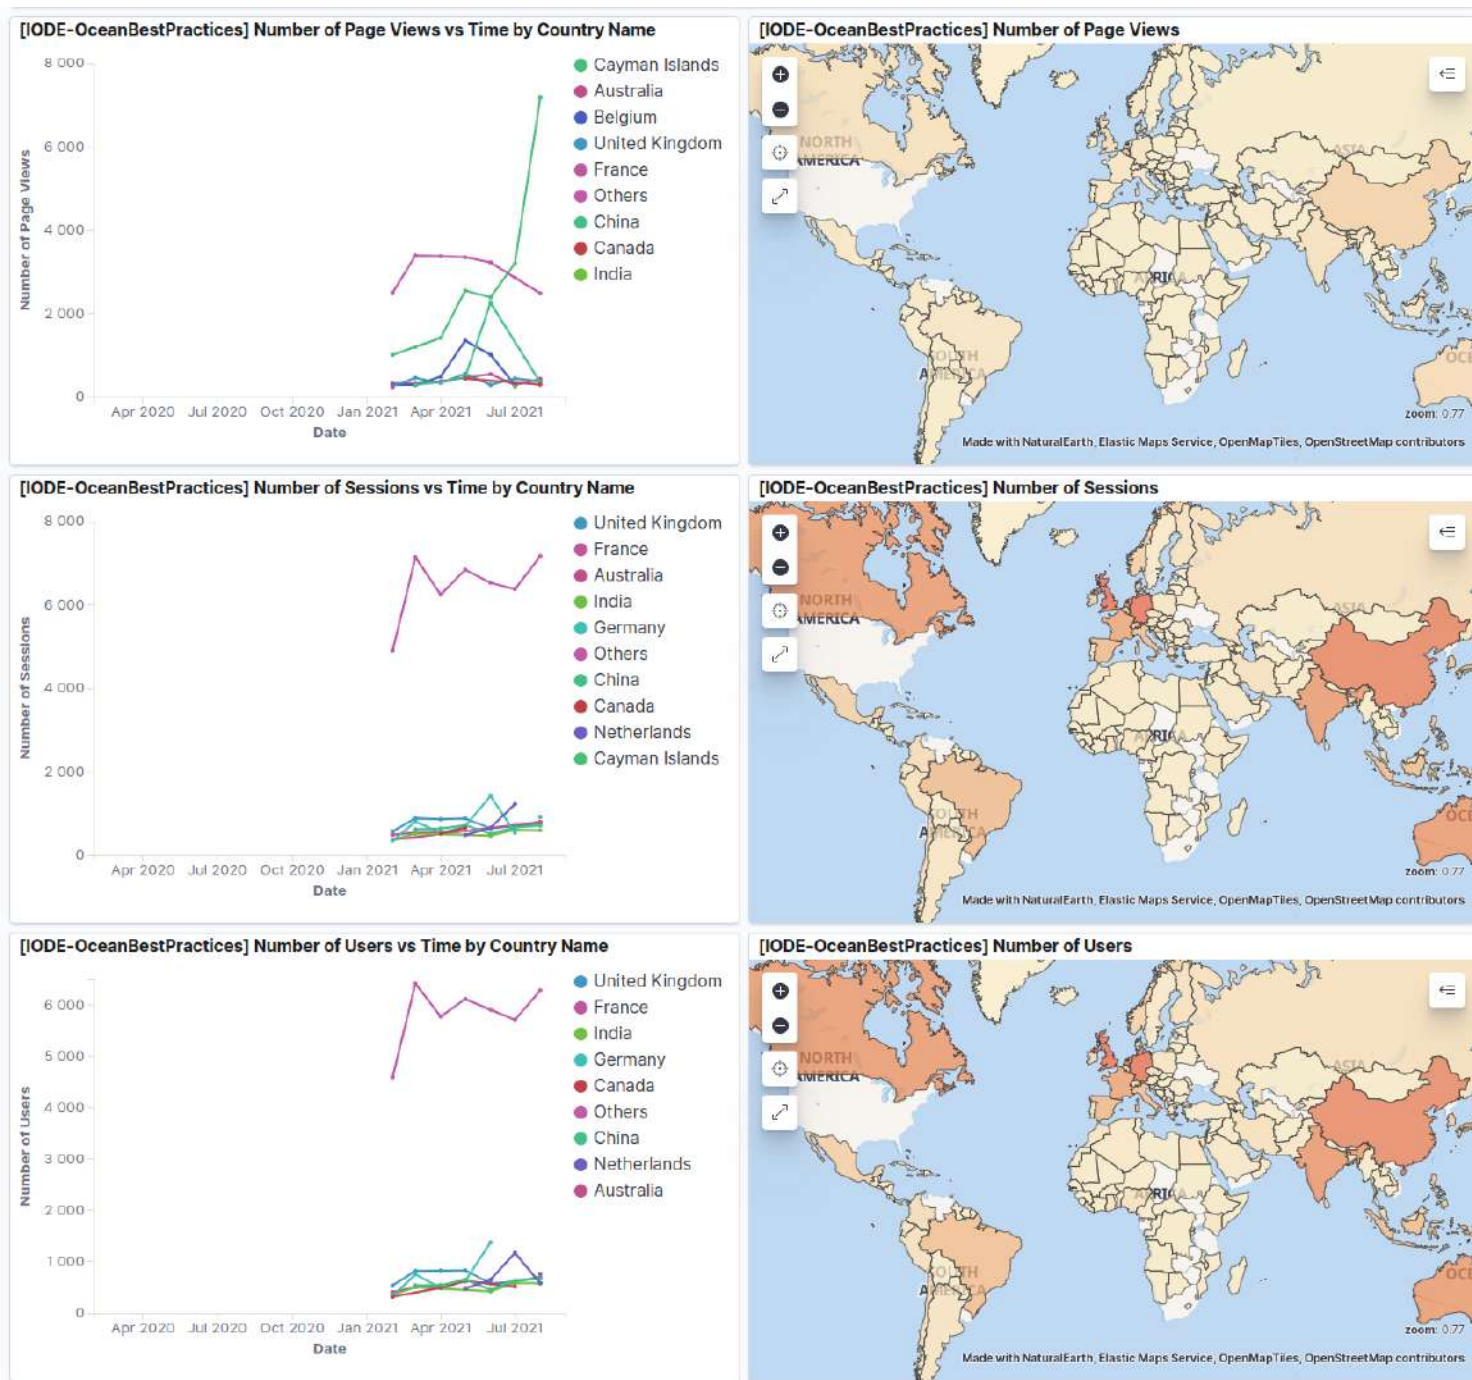 [IODE-OceanBestPractices] Number of Page Views vs Time by Country Name
Number of Page Views
8 000
6 000
4 000
2 000
0
Apr 2020 Jul 2020 Oct 2020 Jan 2021 Apr 2021 Jul 2021
Date
Cayman Islands
Australia
Belgium
United Kingdom
France
Others
China
Canada
India
[IODE-OceanBestPractices] Number of Page Views
NORTH
AMERICA
ASIA
AFRICA
SOUTH
AMERICA
OCE
zoom: 0.77
Made with NaturalEarth, Elastic Maps Service, OpenMapTiles, OpenStreetMap contributors
[IODE-OceanBestPractices] Number of Sessions vs Time by Country Name
Number of Sessions
8 000
6 000
4 000
2 000
0
Apr 2020 Jul 2020 Oct 2020 Jan 2021 Apr 2021 Jul 2021
Date
United Kingdom
France
Australia
India
Germany
Others
China
Canada
Netherlands
Cayman Islands
[IODE-OceanBestPractices] Number of Sessions
NORTH
AMERICA
ASIA
AFRICA
SOUTH
AMERICA
OCE
zoom: 0.77
Made with NaturalEarth, Elastic Maps Service, OpenMapTiles, OpenStreetMap contributors
[IODE-OceanBestPractices] Number of Users vs Time by Country Name
Number of Users
6 000
5 000
4 000
3 000
2 000
1 000
0
Apr 2020 Jul 2020 Oct 2020 Jan 2021 Apr 2021 Jul 2021
Date
United Kingdom
France
India
Germany
Canada
Others
China
Netherlands
Australia
[IODE-OceanBestPractices] Number of Users
NORTH
AMERICA
ASIA
AFRICA
SOUTH
AMERICA
OCE
zoom: 0.77
Made with NaturalEarth, Elastic Maps Service, OpenMapTiles, OpenStreetMap contributors